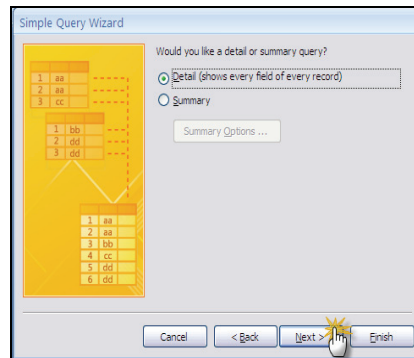 Simple Query Wizard
Would you like a detail or summary query?
Detail (shows every field of every record)
Summary
Summary Options ...
1 aa
2 aa
3 cc
1 bb
2 dd
3 dd
1 aa
2 aa
3 bb
4 cc
5 dd
6 dd
Cancel
< Back
Next >
Finish